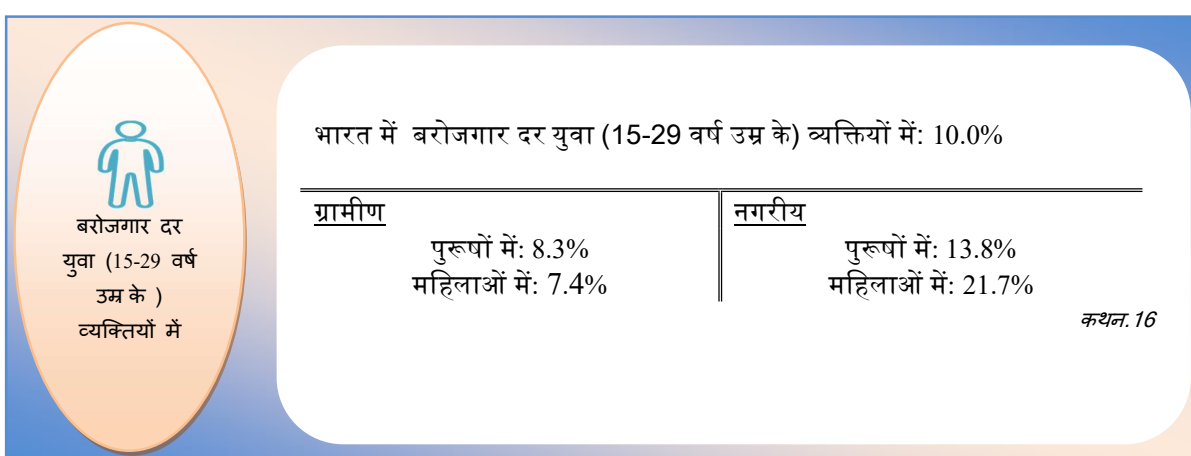 बरोजगार दर
युवा (15-29 वर्ष
उम्र के )
व्यक्तियों में
भारत में बरोजगार दर युवा (15-29 वर्ष उम्र के) व्यक्तियों में: 10.0%
ग्रामीण
पुरूषों में: 8.3%
महिलाओं में: 7.4%
नगरीय
पुरूषों में: 13.8%
महिलाओं में: 21.7%
कथन.16